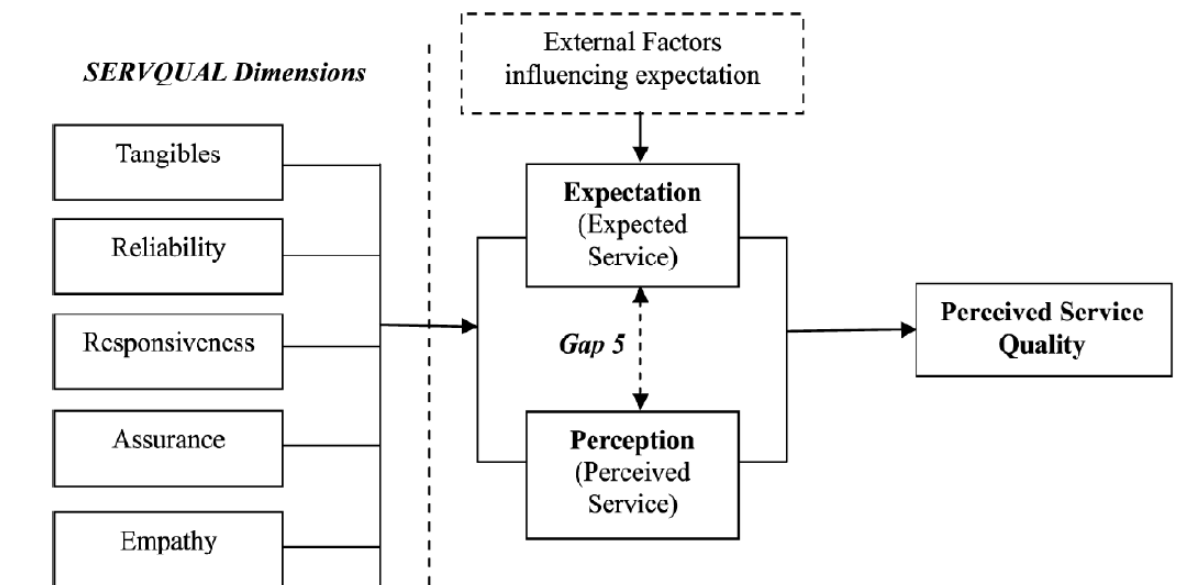 External Factors
influencing expectation
SERVQUAL Dimensions
Tangibles
Reliability
Responsiveness
Assurance
Empathy
Expectation
(Expected
Service)
Gap 5
Perception
(Perceived
Service)
Perceived Service
Quality